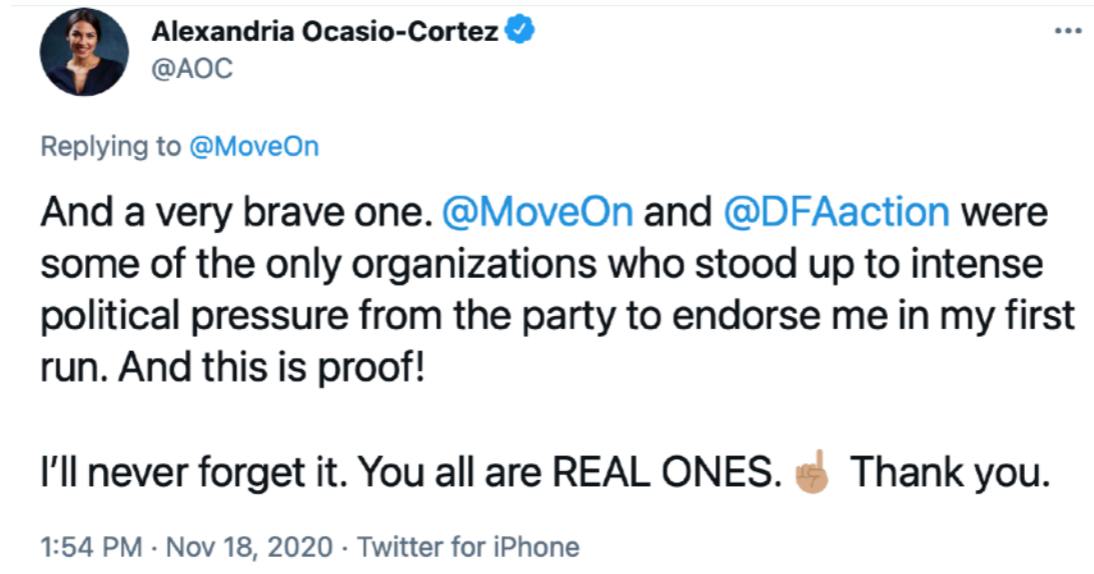 Alexandria Ocasio-Cortez
@AOC
Replying to @MoveOn
And a very brave one. @MoveOn and @DFAaction were
some of the only organizations who stood up to intense
political pressure from the party to endorse me in my first
run. And this is proof!
I’ll never forget it. You all are REAL ONES. ☝🏽 Thank you.
1:54 PM · Nov 18, 2020 · Twitter for iPhone